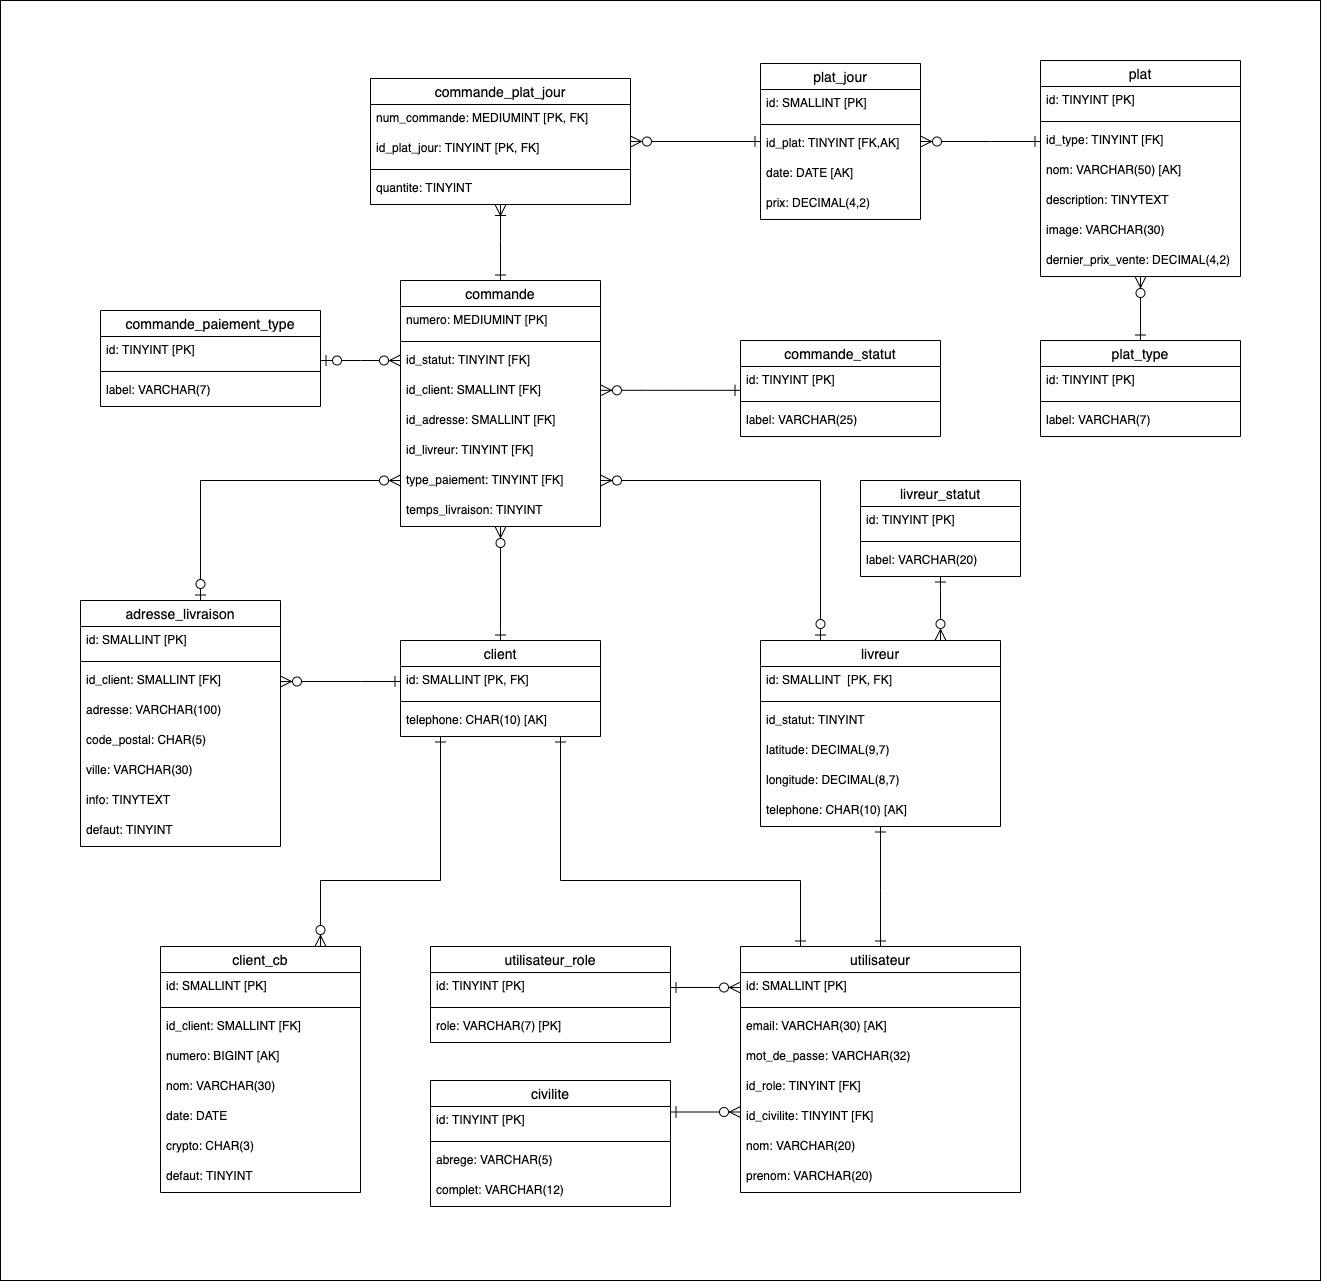 commande_plat_jour
num_commande: MEDIUMINT [PK, FK]
id_plat_jour: TINYINT [PK, FK]
quantite: TINYINT
plat_jour
id: SMALLINT [PK]
id_plat: TINYINT [FK,AK]
date: DATE [AK]
prix: DECIMAL(4,2)
plat
id: TINYINT [PK]
id_type: TINYINT [FK]
nom: VARCHAR(50) [AK]
description: TINYTEXT
image: VARCHAR(30)
dernier_prix_vente: DECIMAL(4,2)
commande_paiement_type
id: TINYINT [PK]
label: VARCHAR(7)
commande
numero: MEDIUMINT [PK]
id_statut: TINYINT [FK]
id_client: SMALLINT [FK]
id_adresse: SMALLINT [FK]
id_livreur: TINYINT [FK]
type_paiement: TINYINT [FK]
temps_livraison: TINYINT
commande_statut
id: TINYINT [PK]
label: VARCHAR(25)
plat_type
id: TINYINT [PK]
label: VARCHAR(7)
livreur_statut
id: TINYINT [PK]
label: VARCHAR(20)
adresse_livraison
id: SMALLINT [PK]
id_client: SMALLINT [FK]
adresse: VARCHAR(100)
code_postal: CHAR(5)
ville: VARCHAR(30)
info: TINYTEXT
defaut: TINYINT
client
id: SMALLINT [PK, FK]
telephone: CHAR(10) [AK]
livreur
id: SMALLINT  [PK, FK]
id_statut: TINYINT
latitude: DECIMAL(9,7)
longitude: DECIMAL(8,7)
telephone: CHAR(10) [AK]
client_cb
id: SMALLINT [PK]
id_client: SMALLINT [FK]
numero: BIGINT [AK]
nom: VARCHAR(30)
date: DATE
crypto: CHAR(3)
defaut: TINYINT
utilisateur_role
id: TINYINT [PK]
role: VARCHAR(7) [PK]
civilite
id: TINYINT [PK]
abrege: VARCHAR(5)
complet: VARCHAR(12)
utilisateur
id: SMALLINT [PK]
email: VARCHAR(30) [AK]
mot_de_passe: VARCHAR(32)
id_role: TINYINT [FK]
id_civilite: TINYINT [FK]
nom: VARCHAR(20)
prenom: VARCHAR(20)